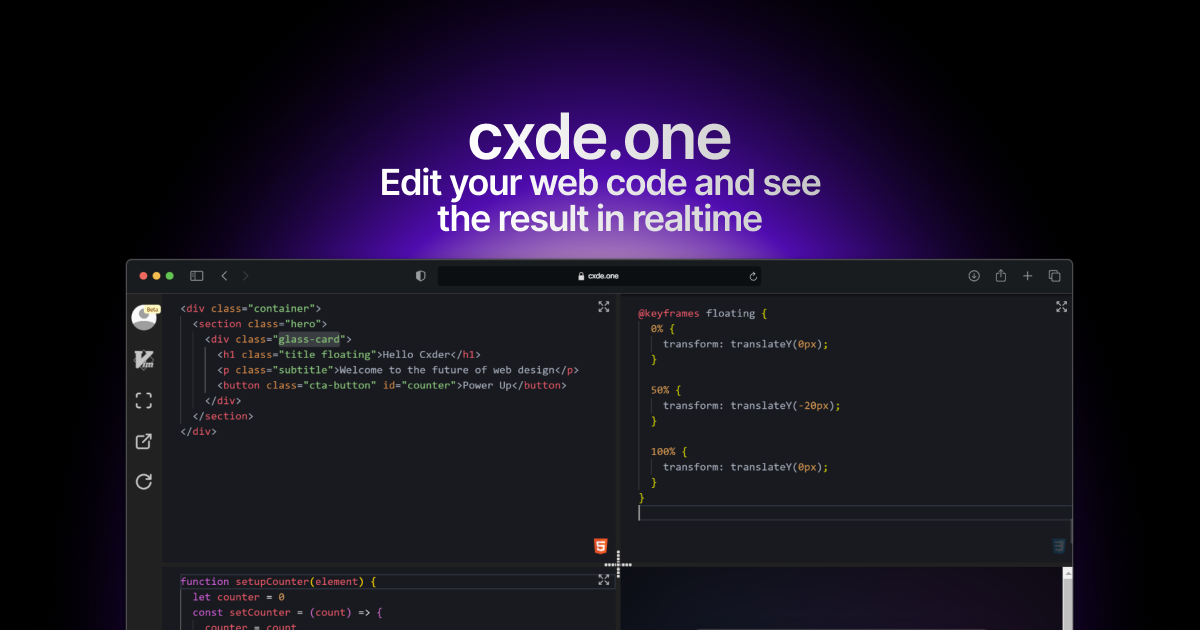 cxde.one
Edit your web code and see
the result in realtime
cxde.one
Beta
<div class="container">
<section class="hero">
<div class="glass-card">
<h1 class="title floating">Hello Cxder</h1>
<p class="subtitle">Welcome to the future of web design</p>
<button class="cta-button" id="counter">Power Up</button>
</div>
</section>
</div>
@keyframes floating {
0% {
transform: translateY(0px);
}
50% {
transform: translateY(-20px);
}
100% {
transform: translateY(0px);
}
}
Vim
5
3
function setupCounter(element) {
let counter = 0
const setCounter = (count) => {
counter = count